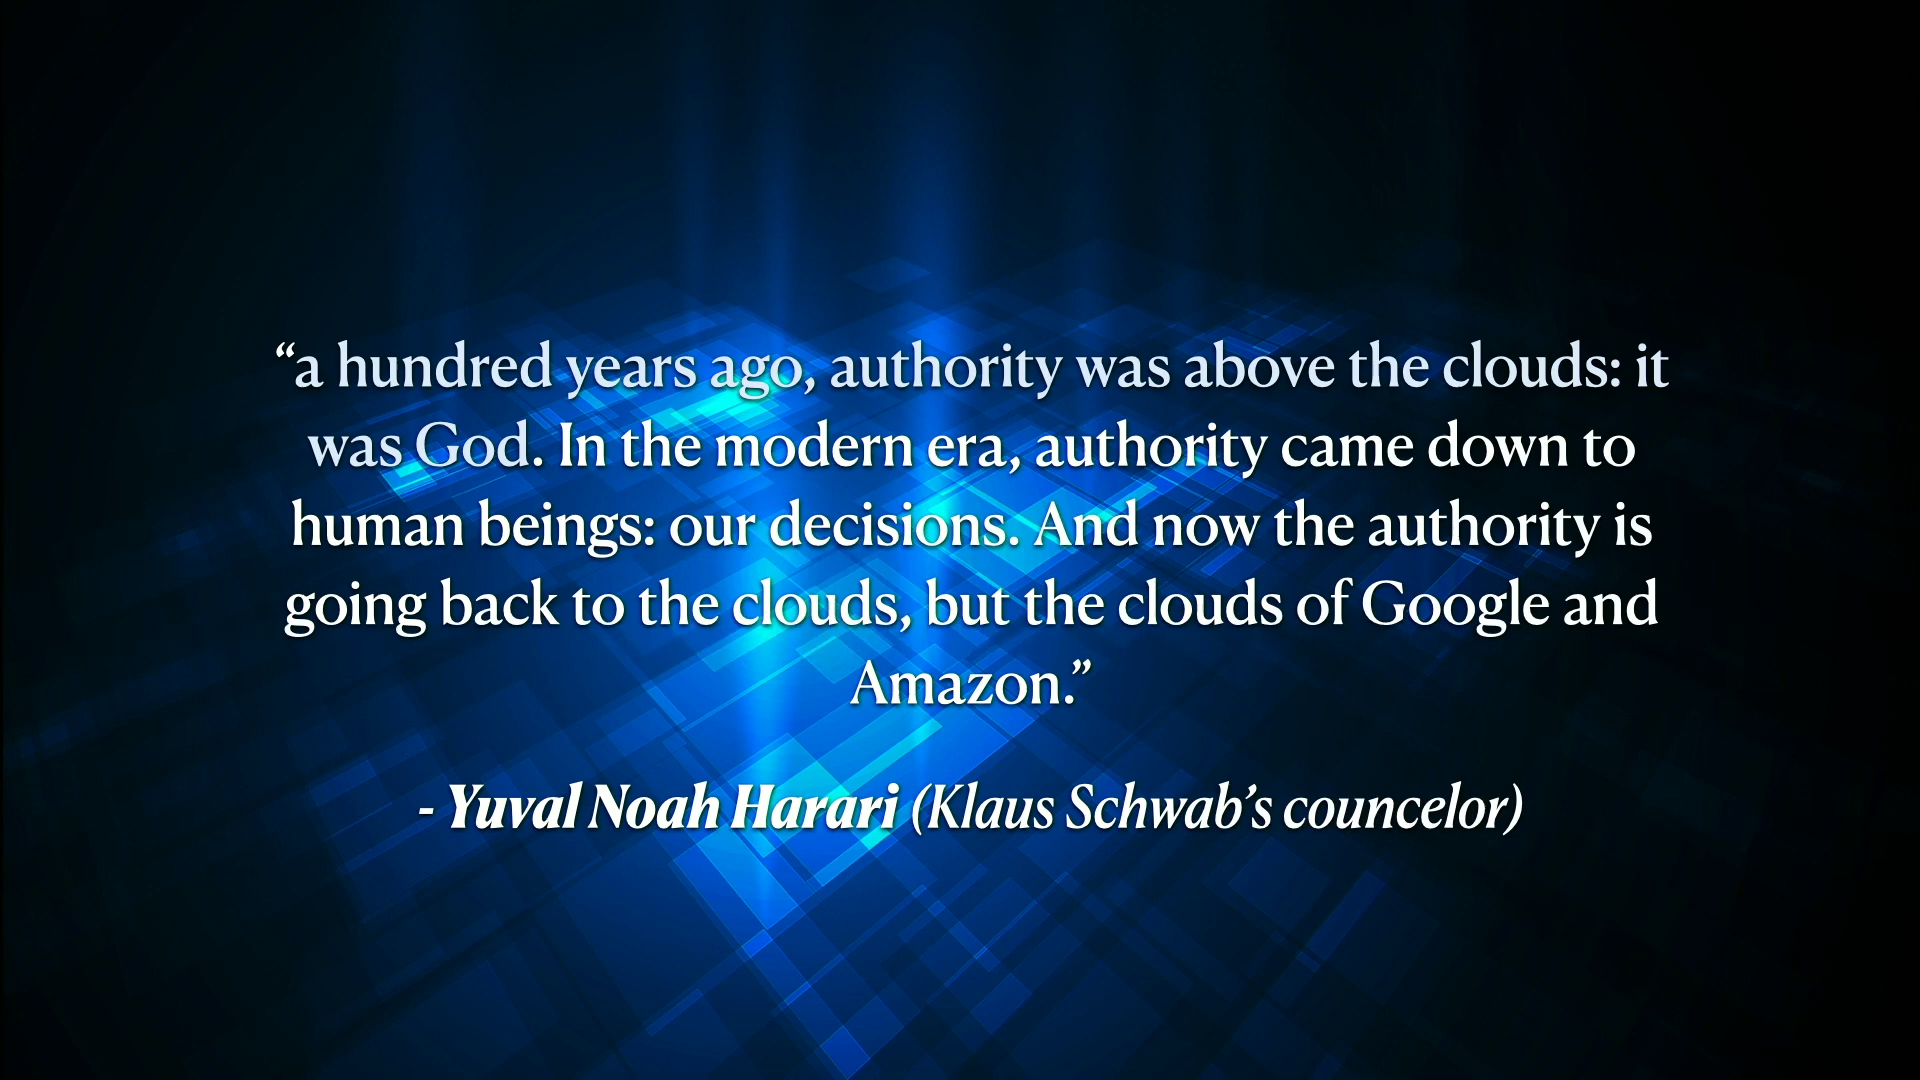 “a hundred years ago, authority was above the clouds: it
was God. In the modern era, authority came down to
human beings: our decisions. And now the authority is
going back to the clouds, but the clouds of Google and
Amazon.”
- Yuval Noah Harari (Klaus Schwab’s councelor)